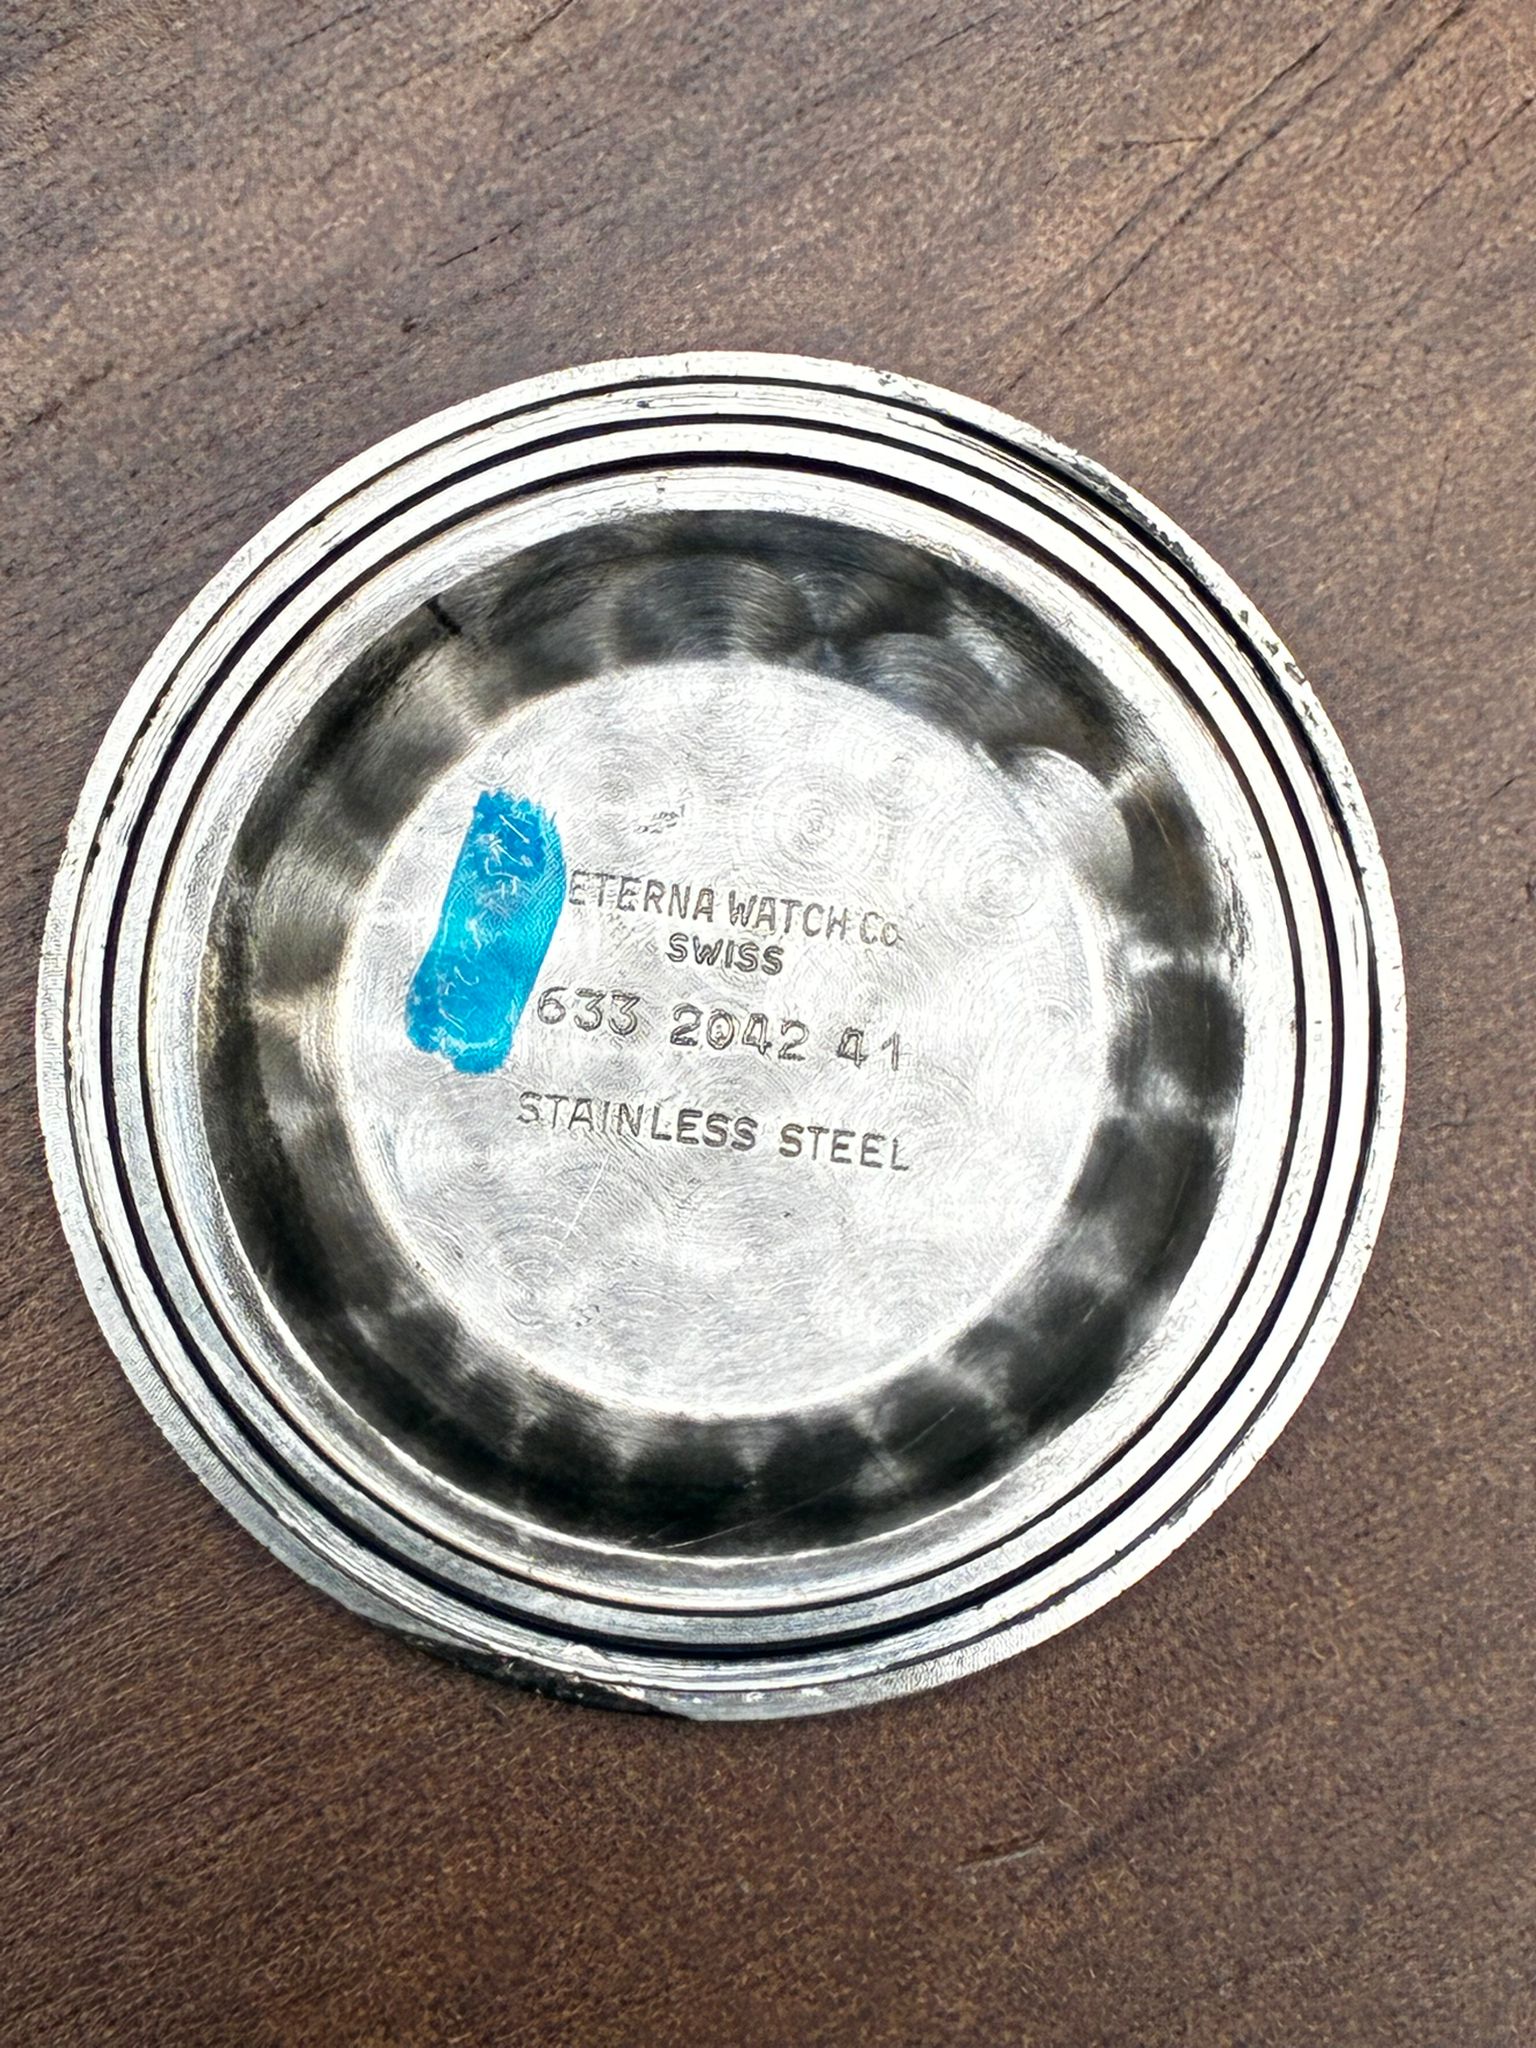 ETERNA WATCH Co
SWISS
633 2042 41
STAINLESS STEEL